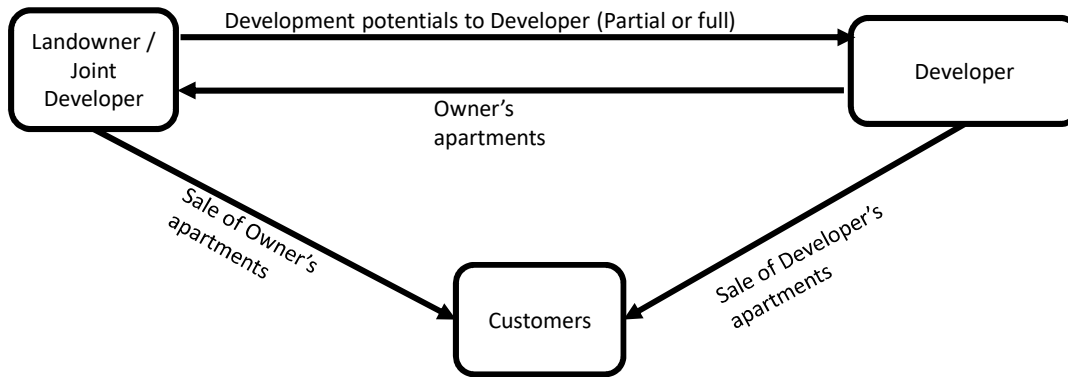 Development potentials to Developer (Partial or full)
Landowner /
Joint
Developer
Developer
Owner’s
apartments
Sale of Owner’s
apartments
Sale of Developer’s
apartments
Customers